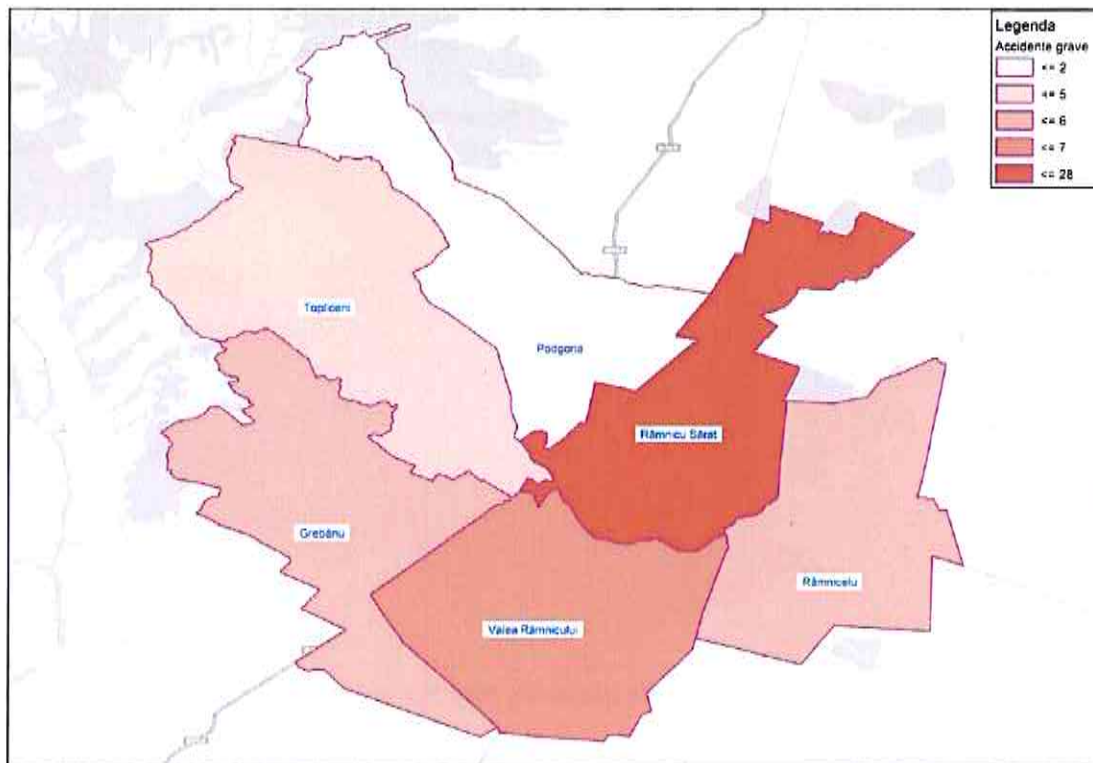 Legenda
Accidente grave
<= 2
<= 5
<= 6
<= 7
<= 28
Topliceni
Podgoria
Râmnicu Sărat
Grebănu
Râmnicelu
Valea Râmnicului